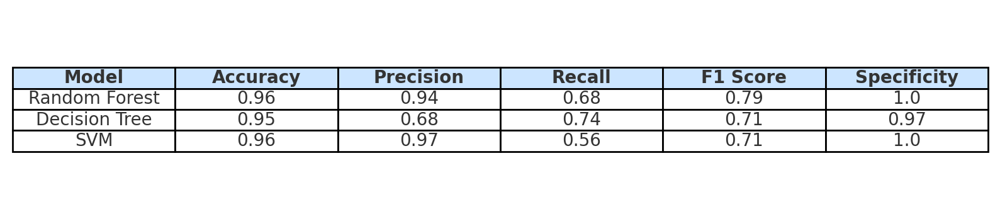 Model Accuracy Precision Recall F1 Score Specificity
Random Forest 0.96 0.94 0.68 0.79 1.0
Decision Tree 0.95 0.68 0.74 0.71 0.97
SVM 0.96 0.97 0.56 0.71 1.0